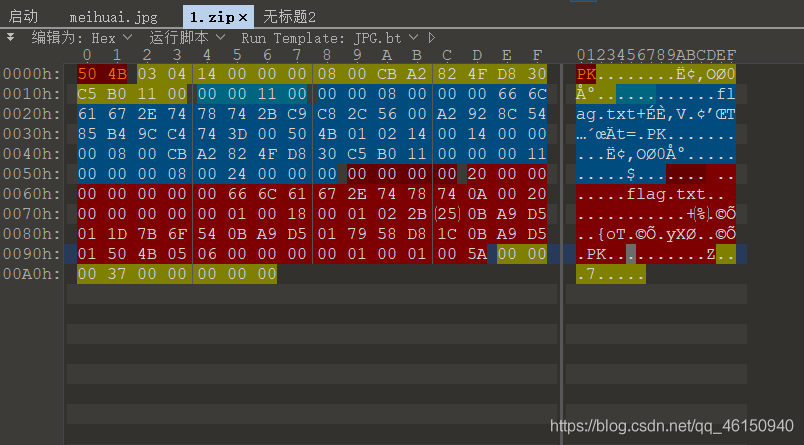 启动 meihuai.jpg 1.zip × 无标题2
编辑为: Hex 运行脚本 Run Template: JPG.bt
0 1 2 3 4 5 6 7 8 9 A B C D E F 0123456789ABCDEF
0000h: 50 4B 03 04 14 00 00 00 08 00 CB A2 82 4F D8 30 PK........Ë¢‚OØ0
0010h: C5 B0 11 00 00 00 11 00 00 00 08 00 00 00 66 6C Å°............fl
0020h: 61 67 2E 74 78 74 2B C9 C8 2C 56 00 A2 92 8C 54 ag.txt+ÉÈ,V.¢’ŒT
0030h: 85 B4 9C C4 74 3D 00 50 4B 01 02 14 00 14 00 00 …´œÄt=.PK.......
0040h: 00 08 00 CB A2 82 4F D8 30 C5 B0 11 00 00 00 11 ...Ë¢‚OØ0Å°.....
0050h: 00 00 00 08 00 24 00 00 00 00 00 00 00 20 00 00 .....$....... ..
0060h: 00 00 00 00 00 66 6C 61 67 2E 74 78 74 0A 00 20 .....flag.txt..
0070h: 00 00 00 00 00 01 00 18 00 01 02 2B 25 0B A9 D5 ...........+%.©Õ
0080h: 01 1D 7B 6F 54 0B A9 D5 01 79 58 D8 1C 0B A9 D5 ..{oT.©Õ.yXØ..©Õ
0090h: 01 50 4B 05 06 00 00 00 00 01 00 01 00 5A 00 00 .PK..........Z..
00A0h: 00 37 00 00 00 00 00 .7.....
https://blog.csdn.net/qq_46150940